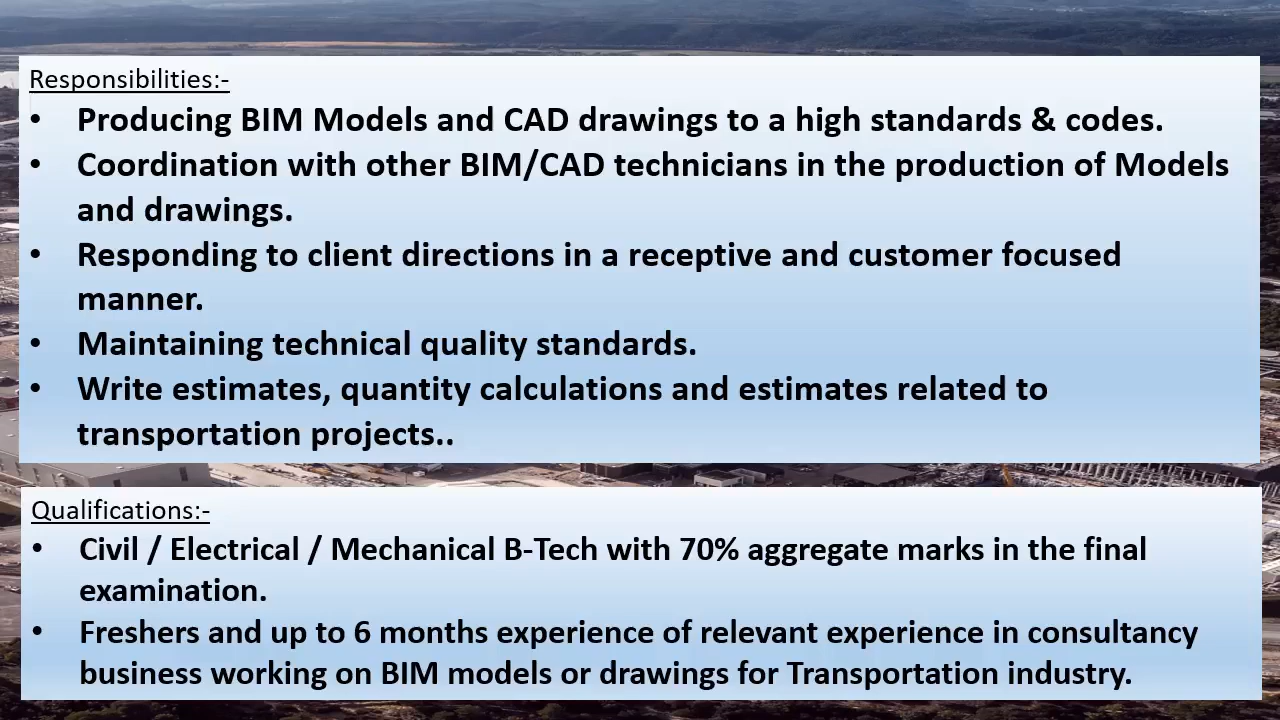 Responsibilities:-
• Producing BIM Models and CAD drawings to a high standards & codes.
• Coordination with other BIM/CAD technicians in the production of Models
and drawings.
• Responding to client directions in a receptive and customer focused
manner.
• Maintaining technical quality standards.
• Write estimates, quantity calculations and estimates related to
transportation projects..
Qualifications:-
• Civil / Electrical / Mechanical B-Tech with 70% aggregate marks in the final
examination.
• Freshers and up to 6 months experience of relevant experience in consultancy
business working on BIM models or drawings for Transportation industry.